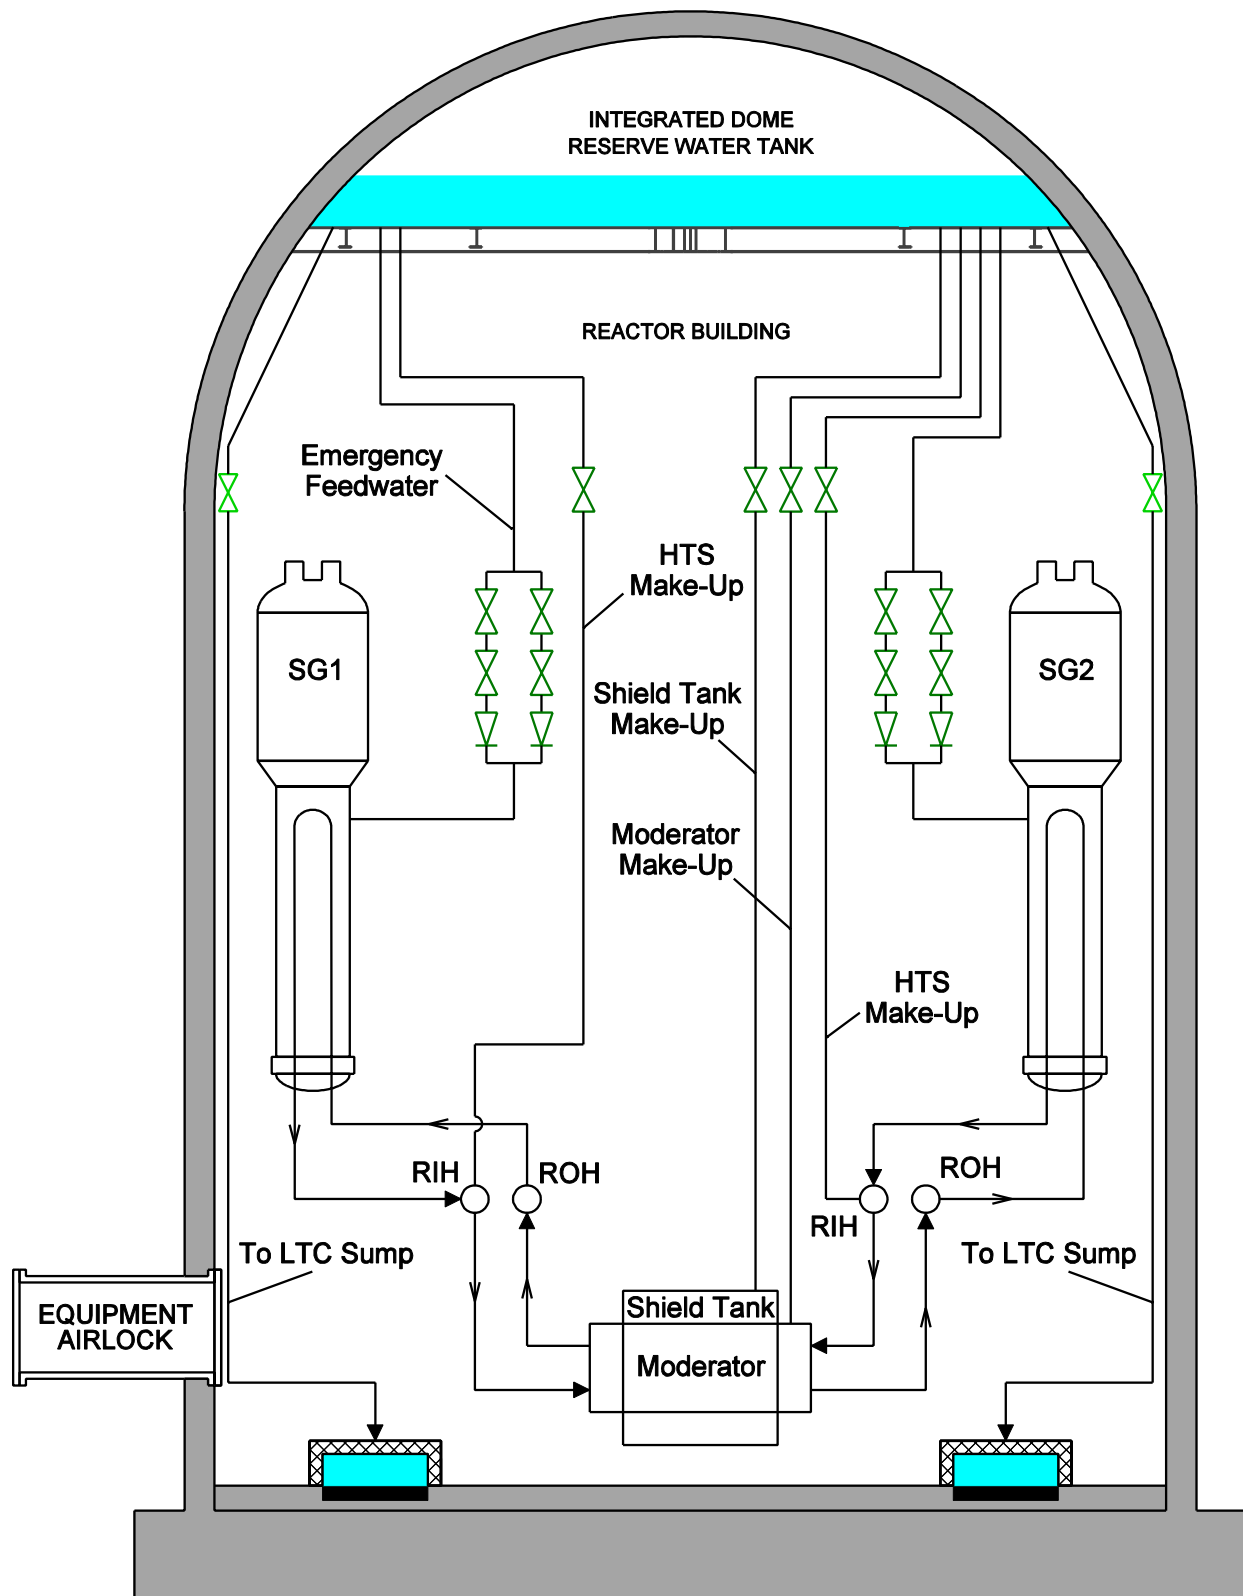 INTEGRATED DOME
RESERVE WATER TANK
REACTOR BUILDING
Emergency
Feedwater
HTS
Make-Up
SG1
SG2
Shield Tank
Make-Up
Moderator
Make-Up
HTS
Make-Up
RIH
ROH
ROH
RIH
To LTC Sump
To LTC Sump
EQUIPMENT
AIRLOCK
Shield Tank
Moderator